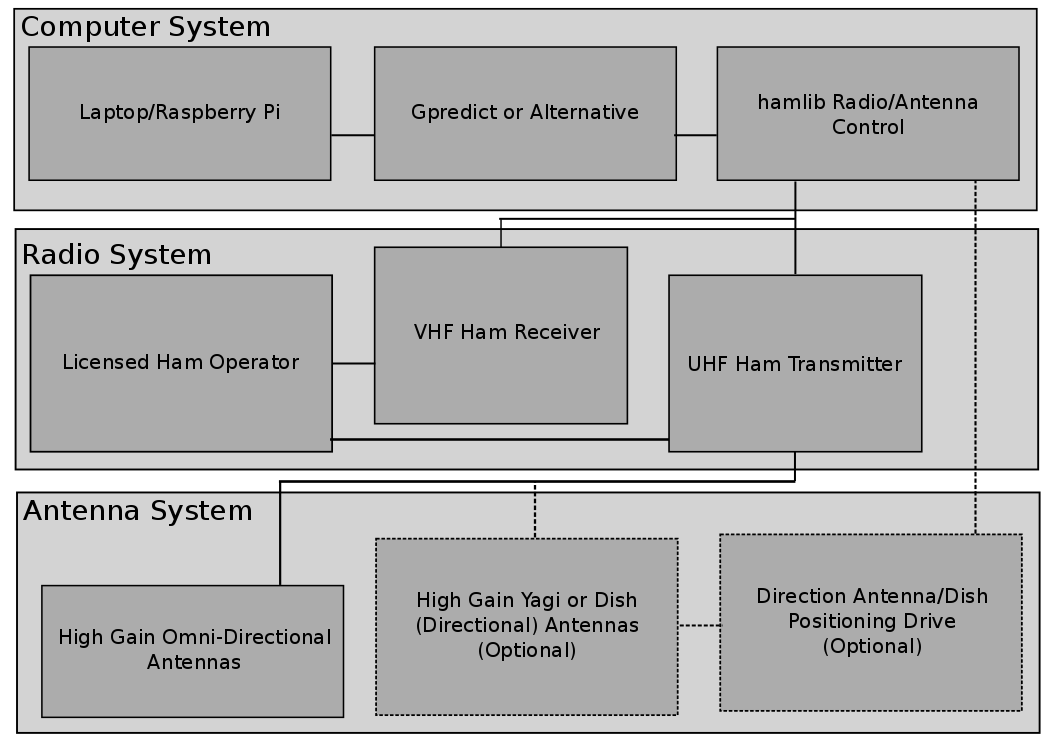 Computer System
Laptop/Raspberry Pi
Gpredict or Alternative
hamlib Radio/Antenna
Control
Radio System
Licensed Ham Operator
VHF Ham Receiver
UHF Ham Transmitter
Antenna System
High Gain Omni-Directional
Antennas
High Gain Yagi or Dish
(Directional) Antennas
(Optional)
Direction Antenna/Dish
Positioning Drive
(Optional)